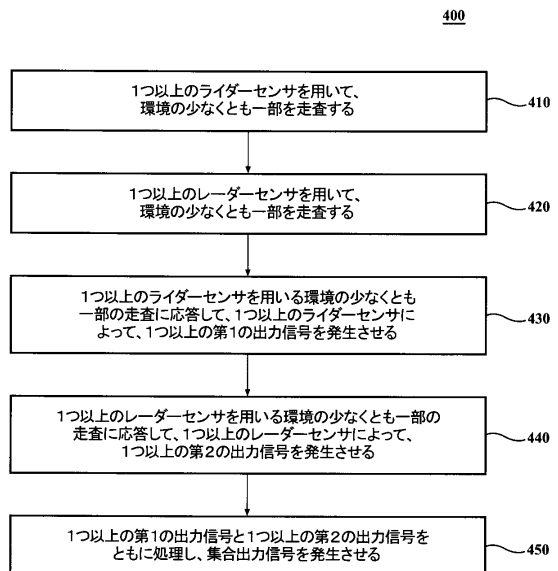 400
1つ以上のライダーセンサを用いて、
環境の少なくとも一部を走査する
410
1つ以上のレーダーセンサを用いて、
環境の少なくとも一部を走査する
420
1つ以上のライダーセンサを用いる環境の少なくとも
一部の走査に応答して、1つ以上のライダーセンサに
よって、1つ以上の第1の出力信号を発生させる
430
1つ以上のレーダーセンサを用いる環境の少なくとも一部の
走査に応答して、1つ以上のレーダーセンサによって、
1つ以上の第2の出力信号を発生させる
440
1つ以上の第1の出力信号と1つ以上の第2の出力信号を
ともに処理し、集合出力信号を発生させる
450